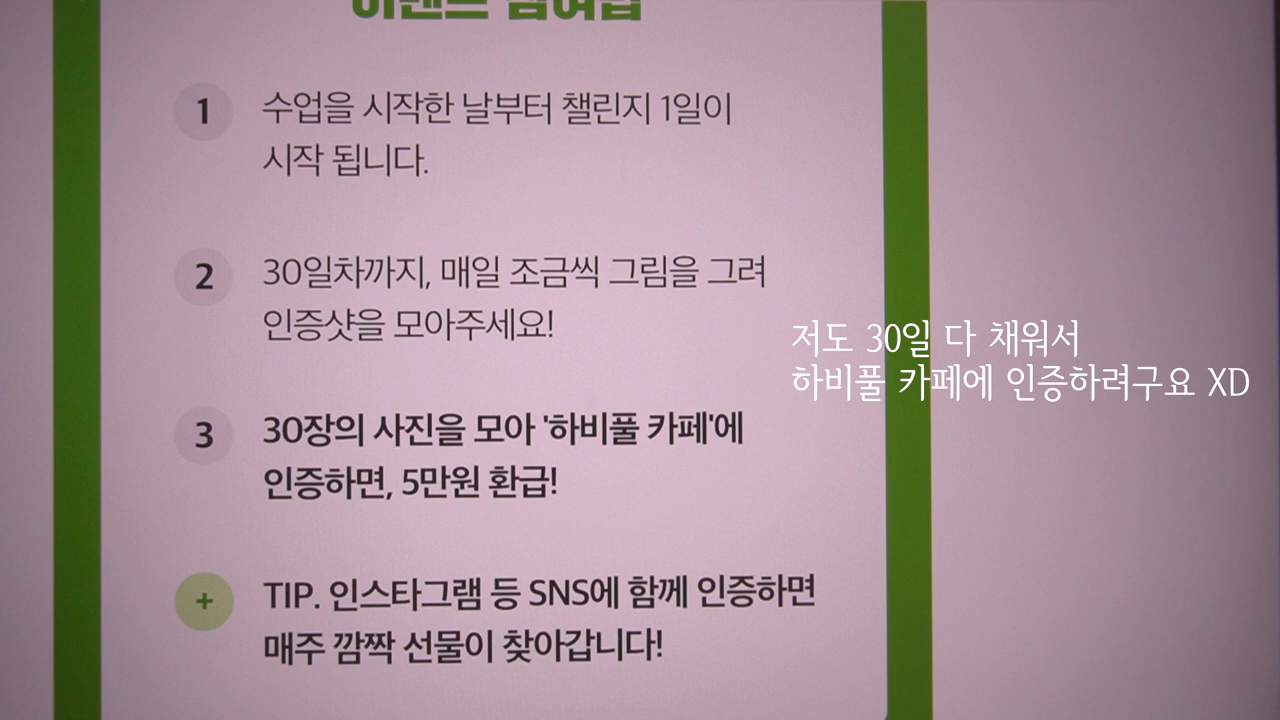 1 수업을 시작한 날부터 챌린지 1일이
시작 됩니다.
2 30일차까지, 매일 조금씩 그림을 그려
인증샷을 모아주세요!
저도 30일 다 채워서
하비풀 카페에 인증하려구요 XD
3 30장의 사진을 모아 '하비풀 카페'에
인증하면, 5만원 환급!
+ TIP. 인스타그램 등 SNS에 함께 인증하면
매주 깜짝 선물이 찾아갑니다!